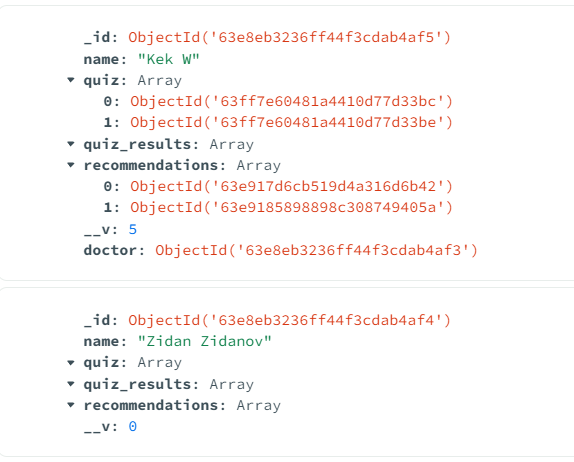 _id: ObjectId('63e8eb3236ff44f3cdab4af5')
name: "Kek W"
quiz: Array
0: ObjectId('63ff7e60481a4410d77d33bc')
1: ObjectId('63ff7e60481a4410d77d33be')
quiz_results: Array
recommendations: Array
0: ObjectId('63e917d6cb519d4a316d6b42')
1: ObjectId('63e9185898898c308749405a')
__v: 5
doctor: ObjectId('63e8eb3236ff44f3cdab4af3')
_id: ObjectId('63e8eb3236ff44f3cdab4af4')
name: "Zidan Zidanov"
quiz: Array
quiz_results: Array
recommendations: Array
__v: 0